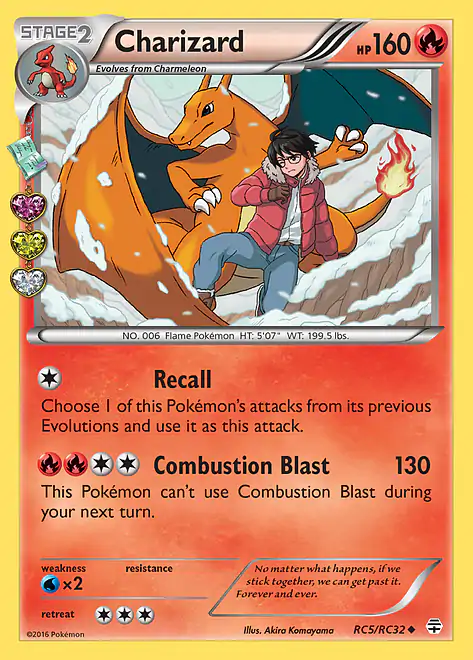 STAGE2
Charizard
HP160
Evolves from Charmeleon
NO. 006 Flame Pokémon HT: 5'07" WT: 199.5 lbs.
Recall
Choose 1 of this Pokémon's attacks from its previous
Evolutions and use it as this attack.
Combustion Blast 130
This Pokémon can't use Combustion Blast during
your next turn.
weakness resistance
×2
No matter what happens, if we
stick together, we can get past it.
Forever and ever.
retreat
©2016 Pokémon
Illus. Akira Komayama
RC5/RC32